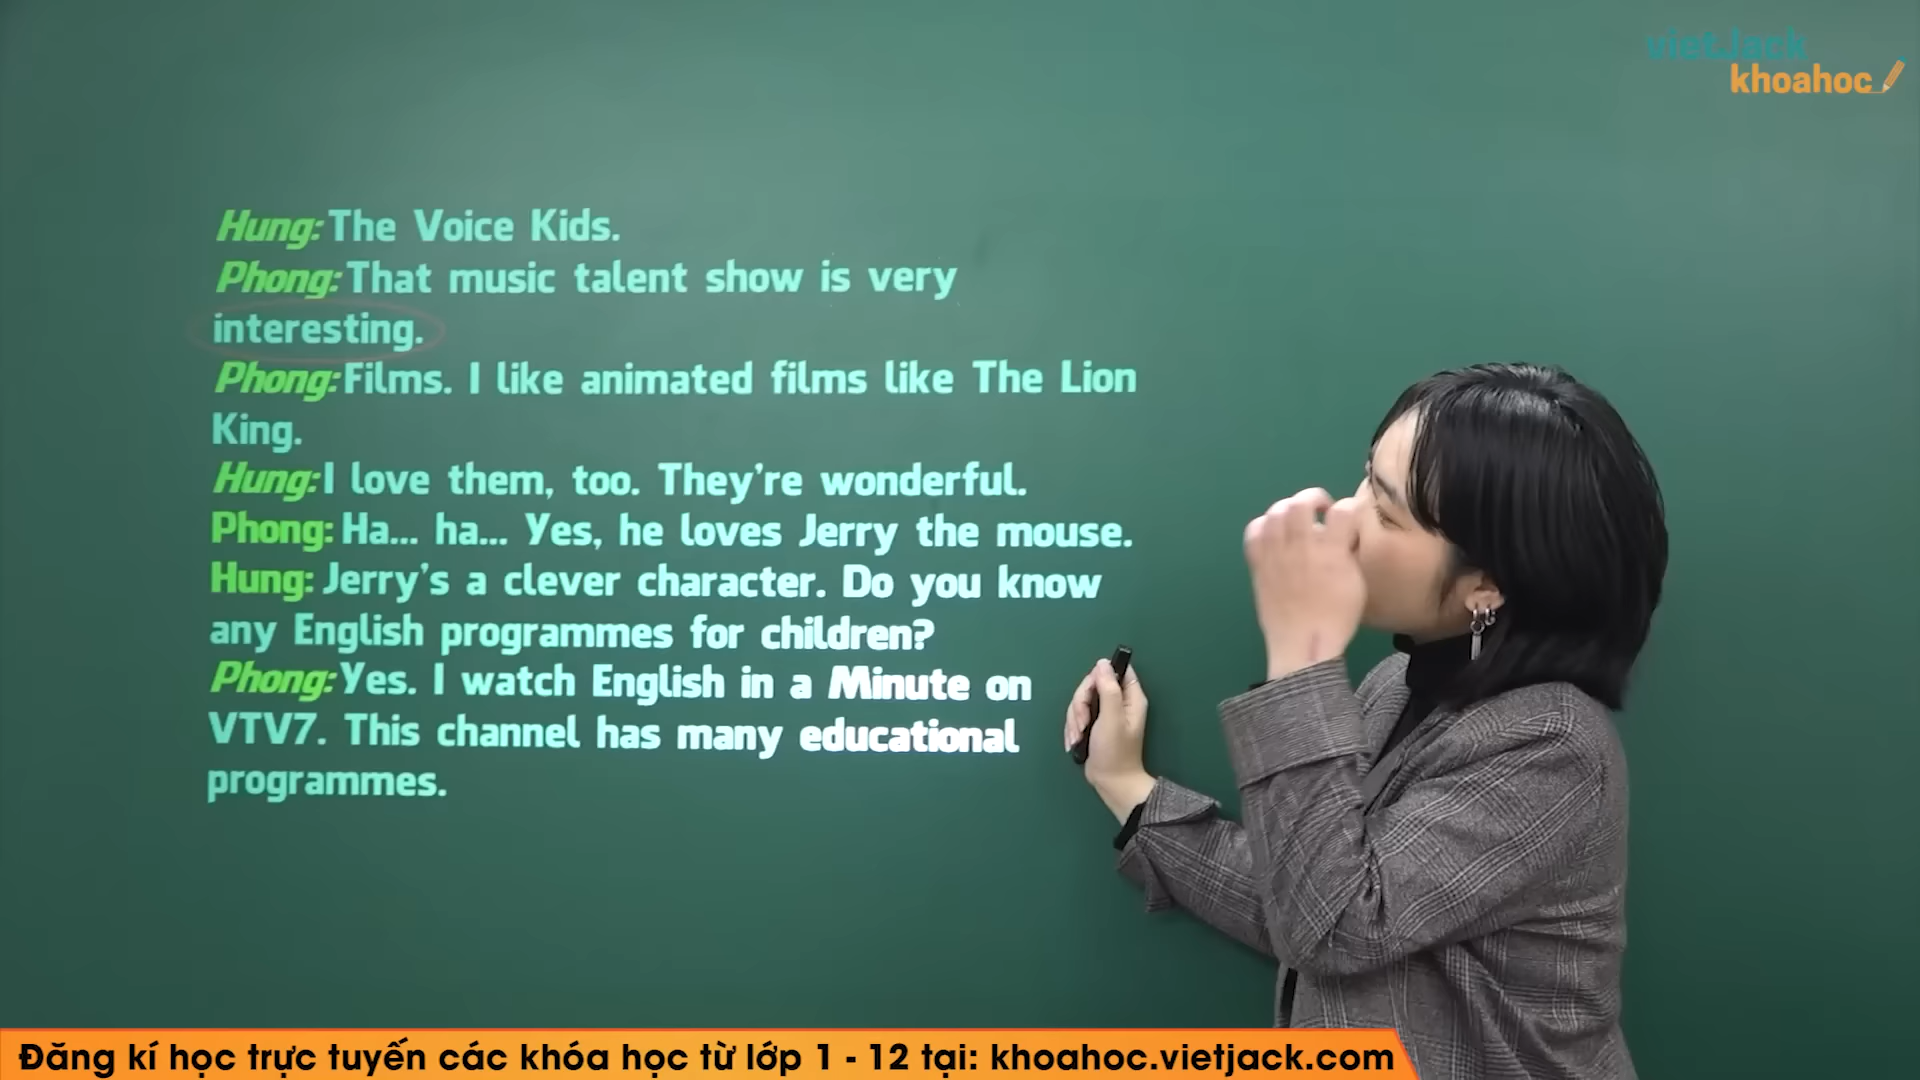 vietJack
khoahoc
Hung: The Voice Kids.
Phong: That music talent show is very
interesting.
Phong: Films. I like animated films like The Lion
King.
Hung: I love them, too. They're wonderful.
Phong: Ha... ha... Yes, he loves Jerry the mouse.
Hung: Jerry's a clever character. Do you know
any English programmes for children?
Phong: Yes. I watch English in a Minute on
VTV7. This channel has many educational
programmes.
Đăng kí học trực tuyến các khóa học từ lớp 1 - 12 tại: khoahoc.vietjack.com